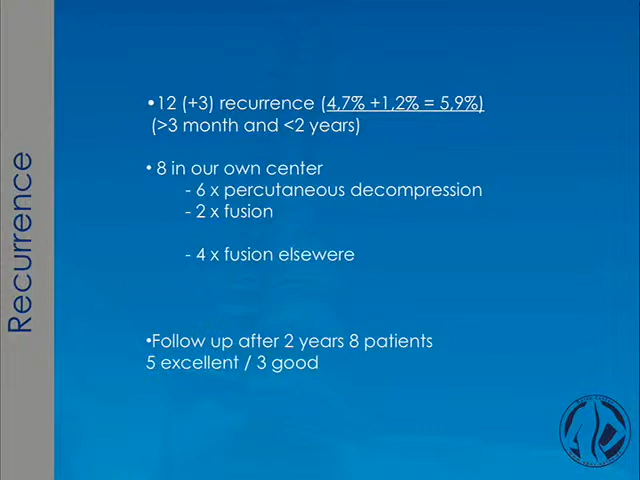 Recurrence
•12 (+3) recurrence (4,7% +1,2% = 5,9%)
(>3 month and <2 years)
• 8 in our own center
- 6 x percutaneous decompression
- 2 x fusion
- 4 x fusion elsewere
•Follow up after 2 years 8 patients
5 excellent / 3 good